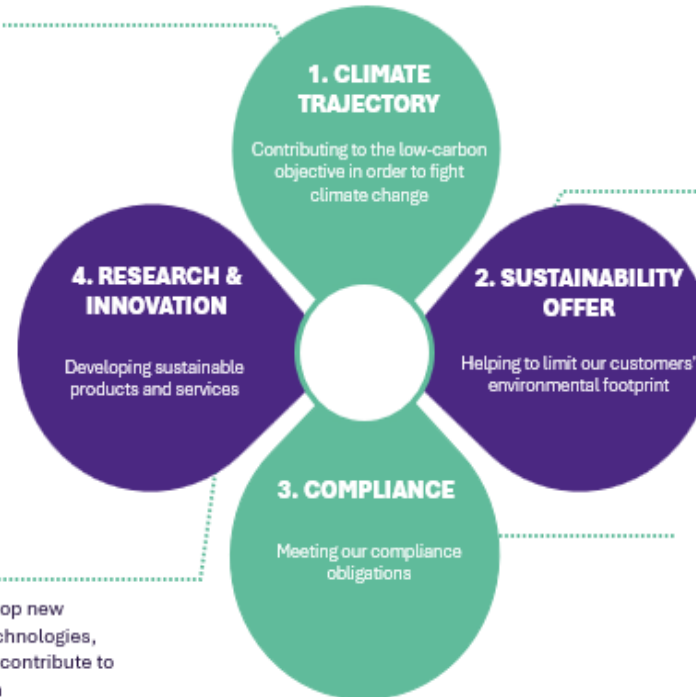 1. CLIMATE
TRAJECTORY
Contributing to the low-carbon
objective in order to fight
climate change
2. SUSTAINABILITY
OFFER
Helping to limit our customers'
environmental footprint
3. COMPLIANCE
Meeting our compliance
obligations
4. RESEARCH &
INNOVATION
Developing sustainable
products and services
op new
chnologies,
contribute to